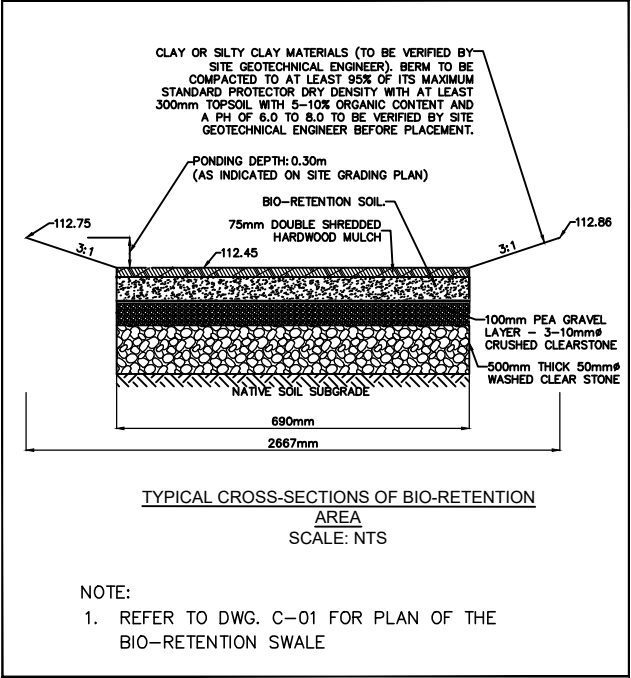 CLAY OR SILTY CLAY MATERIALS (TO BE VERIFIED BY
SITE GEOTECHNICAL ENGINEER). BERM TO BE
COMPACTED TO AT LEAST 95% OF ITS MAXIMUM
STANDARD PROTECTOR DRY DENSITY WITH AT LEAST
300mm TOPSOIL WITH 5-10% ORGANIC CONTENT AND
A PH OF 6.0 TO 8.0 TO BE VERIFIED BY SITE
GEOTECHNICAL ENGINEER BEFORE PLACEMENT.
PONDING DEPTH: 0.30m
(AS INDICATED ON SITE GRADING PLAN)
BIO-RETENTION SOIL.
75mm DOUBLE SHREDDED
HARDWOOD MULCH
112.75
112.86
3:1
112.45
3:1
100mm PEA GRAVEL
LAYER - 3-10mmø
CRUSHED CLEARSTONE
500mm THICK 50mmø
WASHED CLEAR STONE
NATIVE SOIL SUBGRADE
690mm
2667mm
TYPICAL CROSS-SECTIONS OF BIO-RETENTION
AREA
SCALE: NTS
NOTE:
1. REFER TO DWG. C-01 FOR PLAN OF THE
BIO-RETENTION SWALE